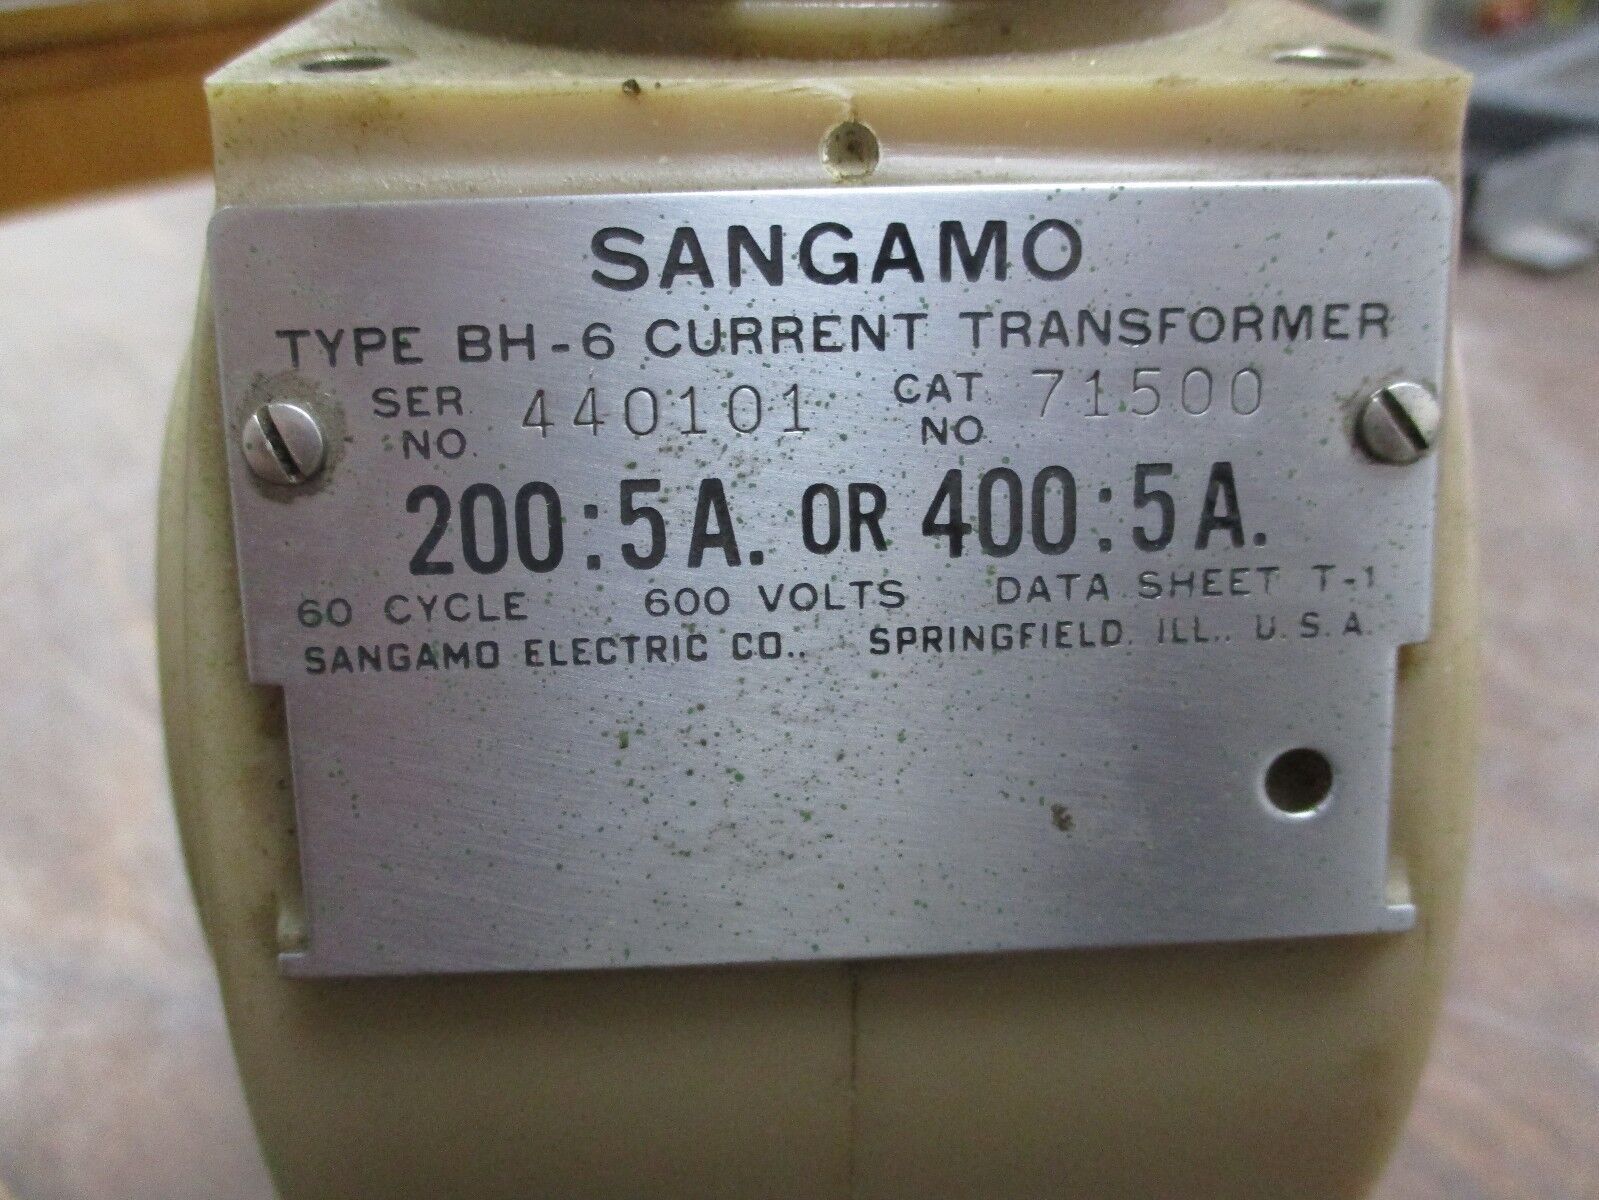 SANGAMO
TYPE BH-6 CURRENT TRANSFORMER
SER. NO. 440101 CAT. NO. 71500
200:5A. OR 400:5A.
60 CYCLE 600 VOLTS DATA SHEET T-1
SANGAMO ELECTRIC CO., SPRINGFIELD, ILL., U.S.A.